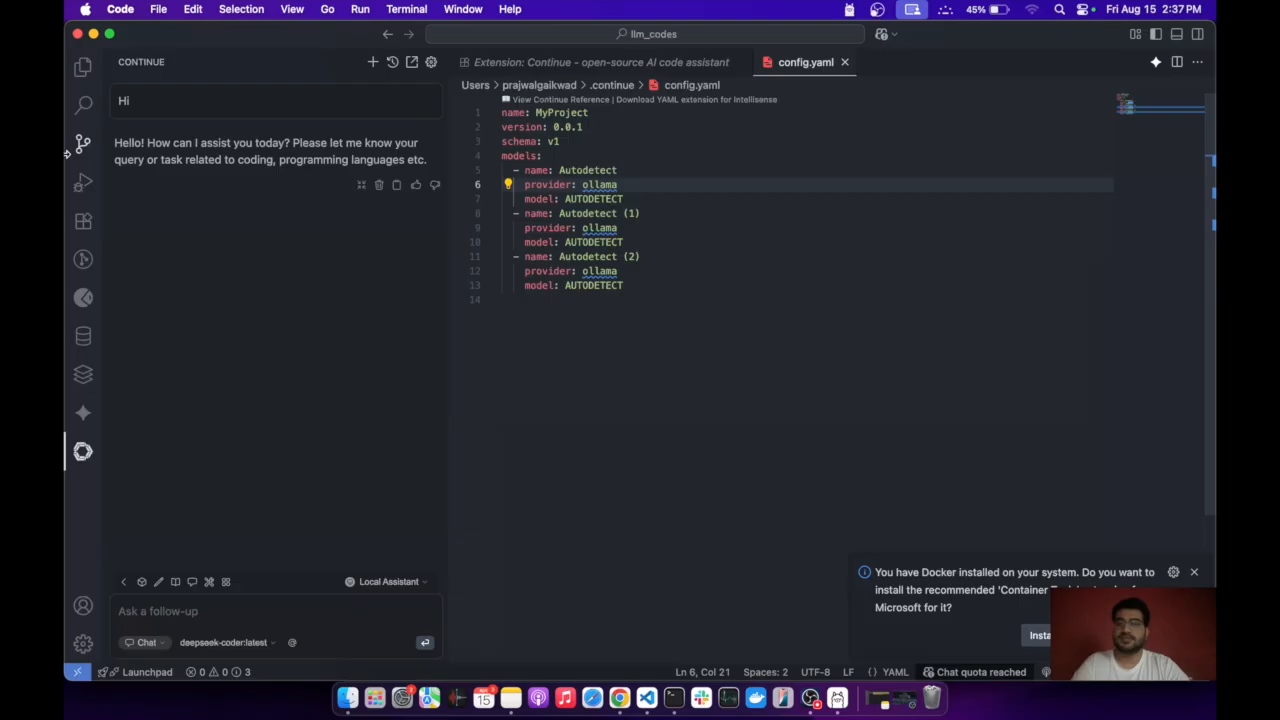 Code File Edit Selection View Go Run Terminal Window Help
45%
Fri Aug 15 2:37 PM
llm_codes
CONTINUE
Extension: Continue - open-source AI code assistant
config.yaml
Users > prajwalgaikwad > .continue > config.yaml
View Continue Reference | Download YAML extension for Intellisense
Hi
Hello! How can I assist you today? Please let me know your
query or task related to coding, programming languages etc.
1 name: MyProject
2 version: 0.0.1
3 schema: v1
4 models:
5 - name: Autodetect
6 provider: ollama
7 model: AUTODETECT
8 - name: Autodetect (1)
9 provider: ollama
10 model: AUTODETECT
11 - name: Autodetect (2)
12 provider: ollama
13 model: AUTODETECT
14
Local Assistant
Ask a follow-up
Chat
deepseek-coder:latest
@
You have Docker installed on your system. Do you want to
install the recommended 'Container
Microsoft for it?
Insta
Launchpad
0 0 3
Ln 6, Col 21
Spaces: 2
UTF-8
LF
{} YAML
Chat quota reached
15